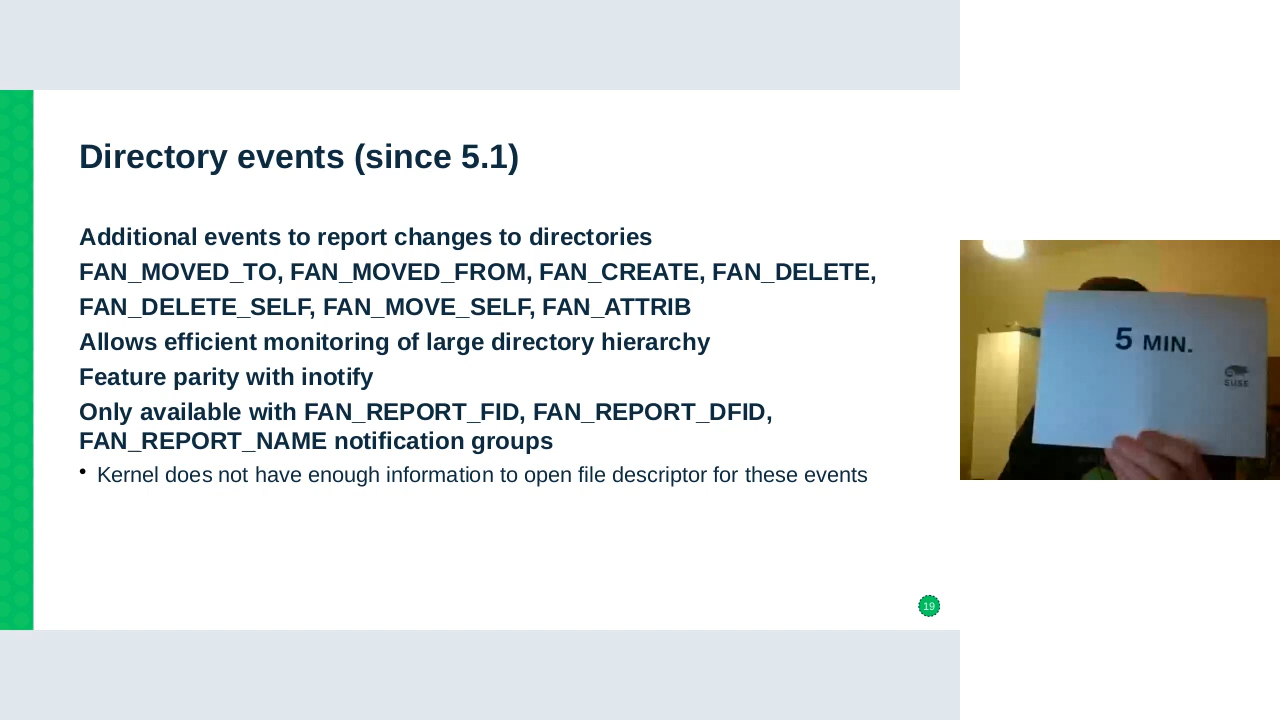 Directory events (since 5.1)
Additional events to report changes to directories
FAN_MOVED_TO, FAN_MOVED_FROM, FAN_CREATE, FAN_DELETE,
FAN_DELETE_SELF, FAN_MOVE_SELF, FAN_ATTRIB
Allows efficient monitoring of large directory hierarchy
Feature parity with inotify
Only available with FAN_REPORT_FID, FAN_REPORT_DFID,
FAN_REPORT_NAME notification groups
• Kernel does not have enough information to open file descriptor for these events
19
5 MIN.
SUSE